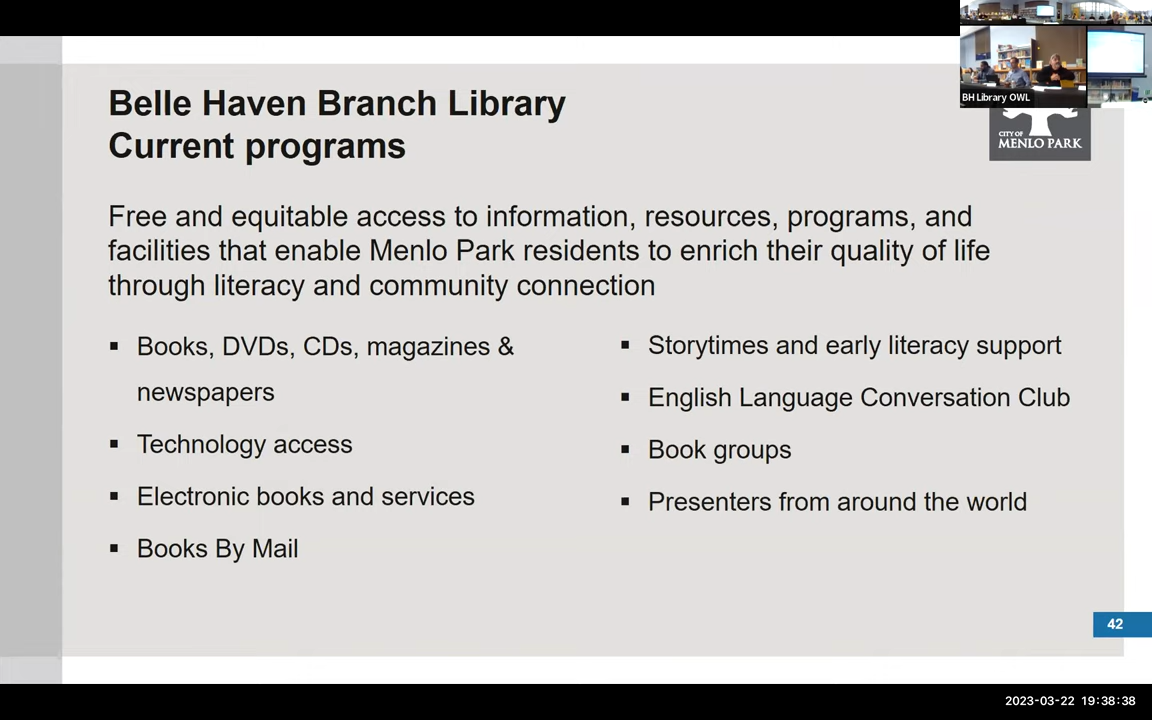 BH Library OWL
Belle Haven Branch Library
Current programs
CITY OF
MENLO PARK
Free and equitable access to information, resources, programs, and
facilities that enable Menlo Park residents to enrich their quality of life
through literacy and community connection
▪ Books, DVDs, CDs, magazines &
newspapers
▪ Technology access
▪ Electronic books and services
▪ Books By Mail
▪ Storytimes and early literacy support
▪ English Language Conversation Club
▪ Book groups
▪ Presenters from around the world
42
2023-03-22 19:38:38